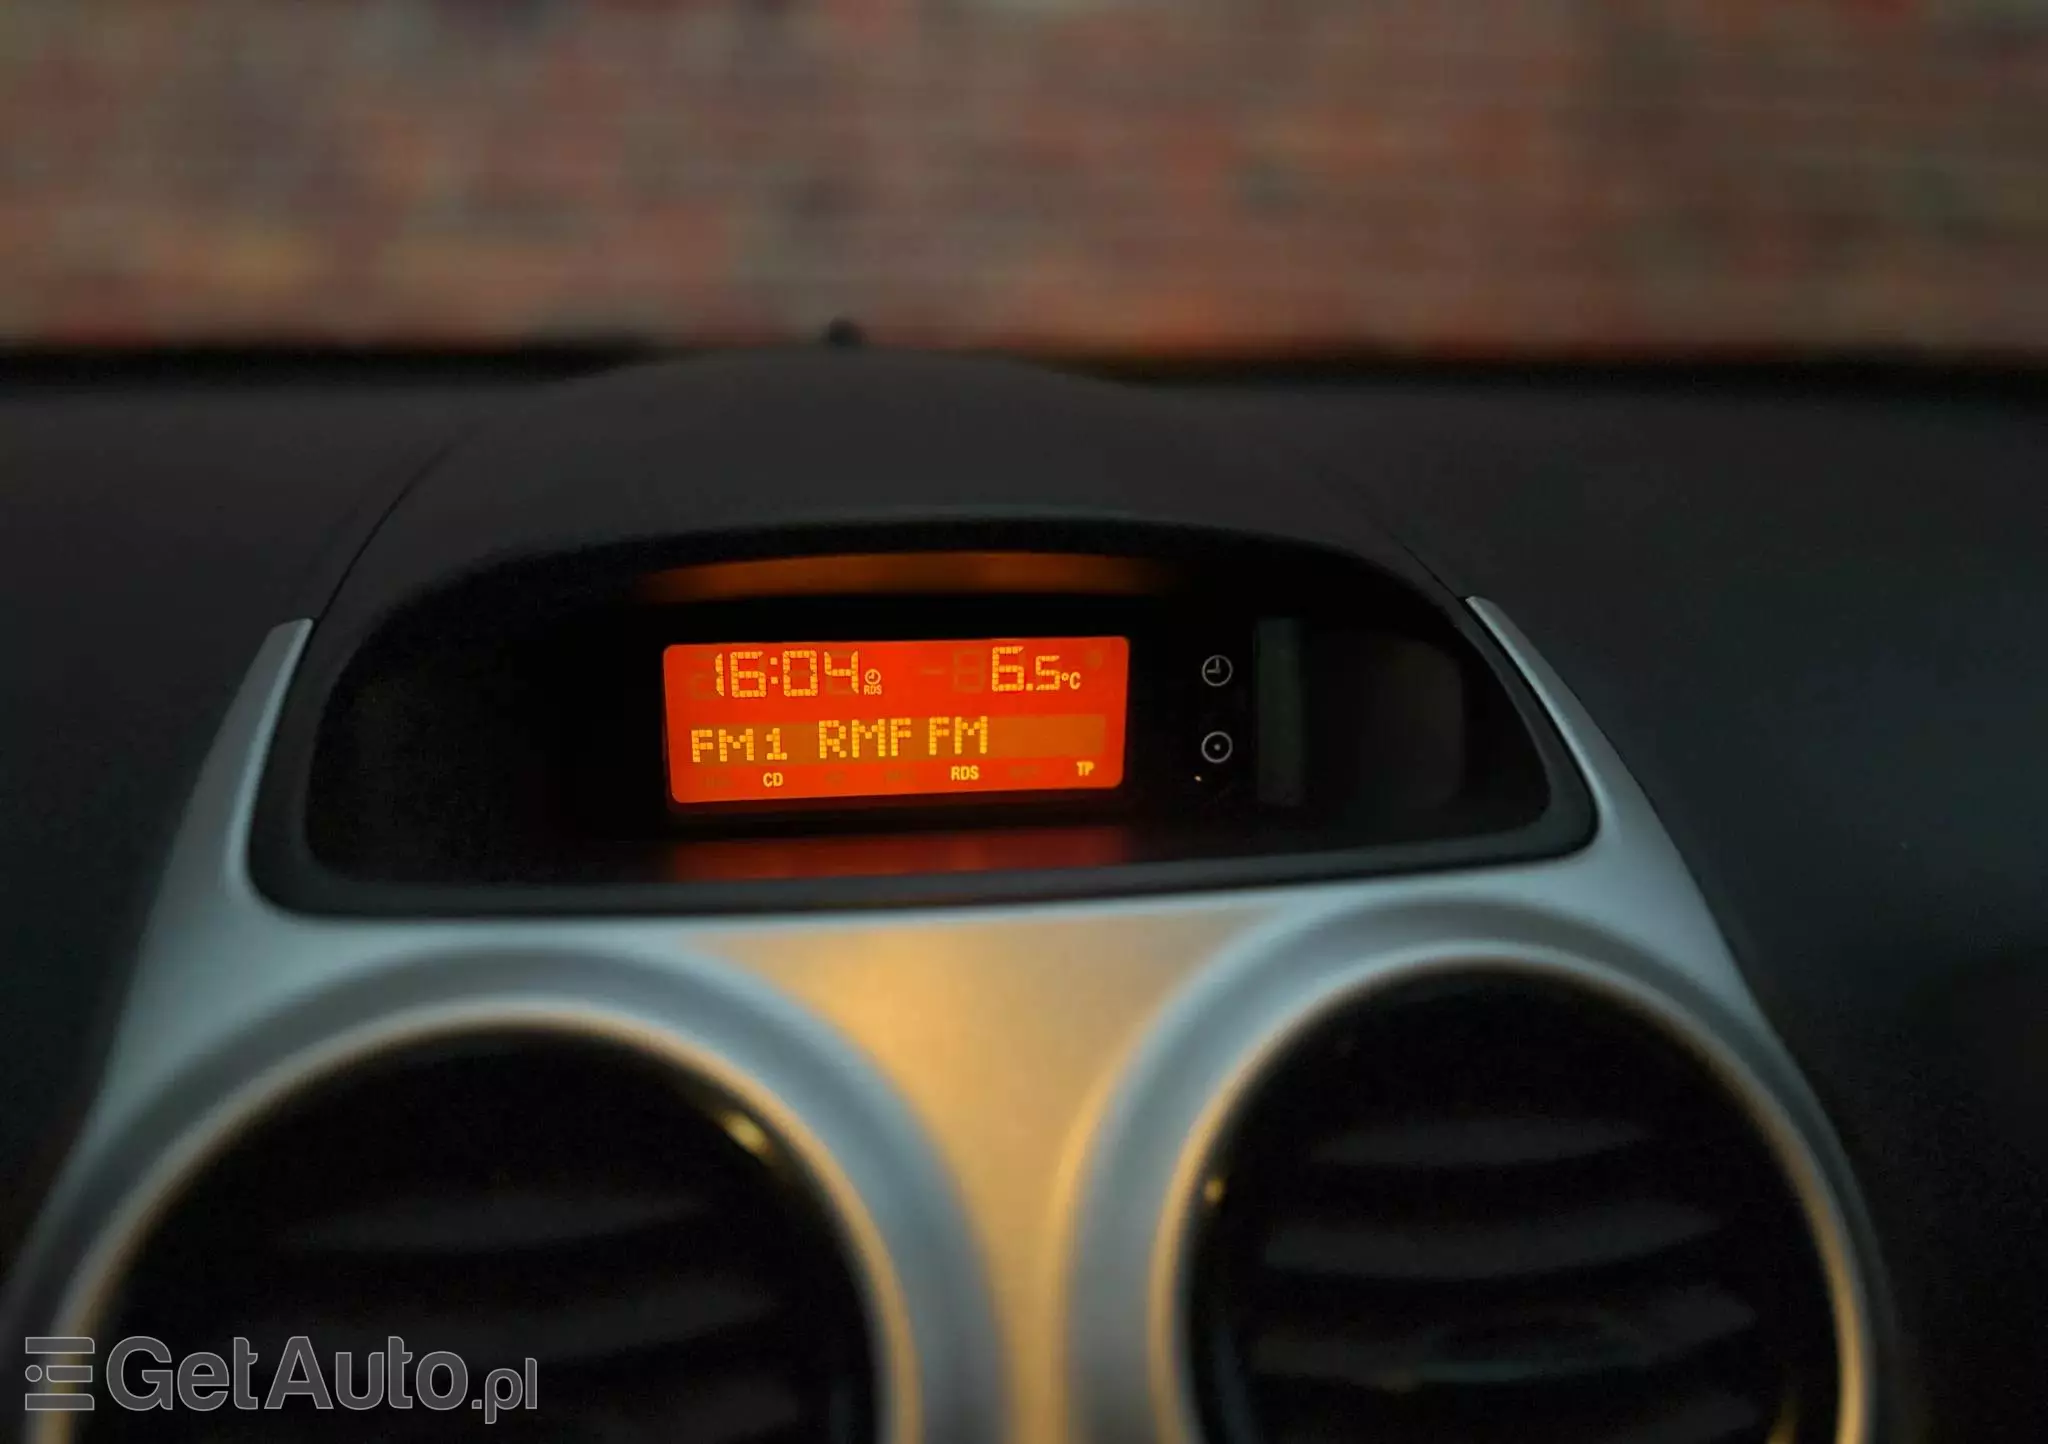 16:04 RDS 6.5°C
FM1 RMF FM
CD RDS TP
GetAuto.pl